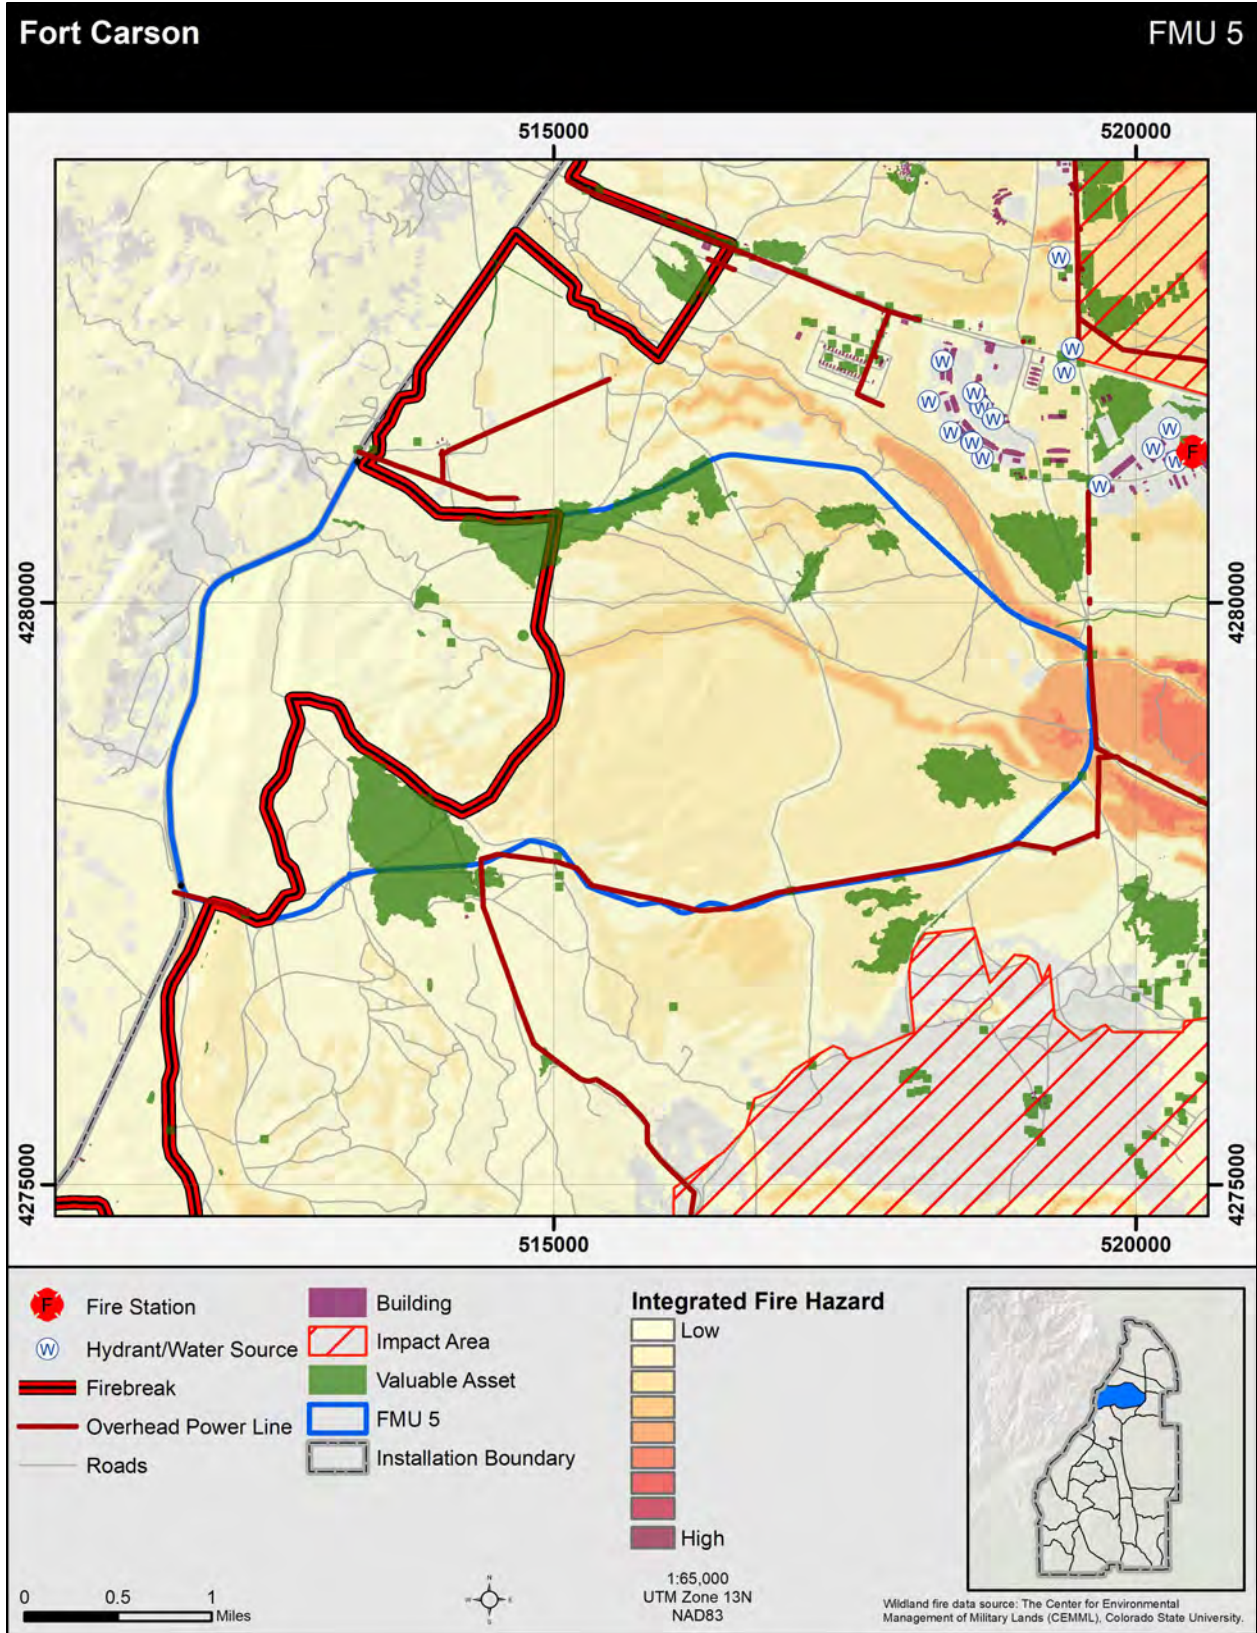 Fort Carson
FMU 5
515000
520000
W
W
W
W
W
W
W
W
W
W
W
W
W
W
F
W
W
4280000
4280000
4275000
4275000
515000
520000
F Fire Station
W Hydrant/Water Source
Firebreak
Overhead Power Line
Roads
Building
Impact Area
Valuable Asset
FMU 5
Installation Boundary
Integrated Fire Hazard
Low
High
0 0.5 1
Miles
N
W E
S
1:65,000
UTM Zone 13N
NAD83
Wildland fire data source: The Center for Environmental
Management of Military Lands (CEMML), Colorado State University.